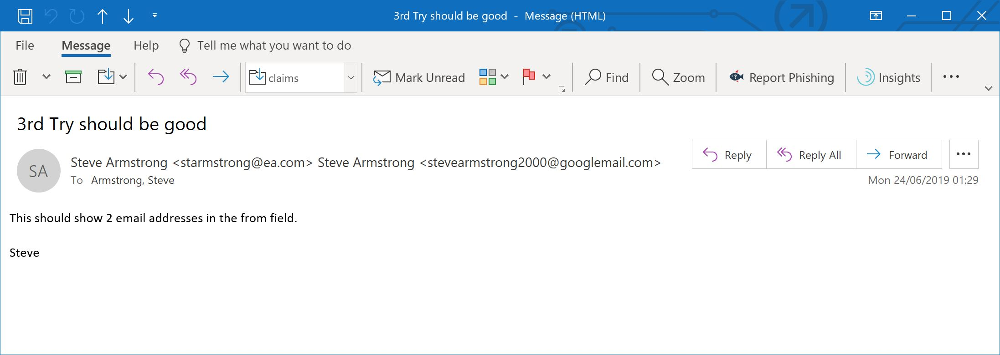 3rd Try should be good - Message (HTML)
File Message Help Tell me what you want to do
claims Mark Unread Find Zoom Report Phishing Insights
3rd Try should be good
SA
Steve Armstrong <starmstrong@ea.com> Steve Armstrong <stevearmstrong2000@googlemail.com>
Reply Reply All Forward
To Armstrong, Steve
Mon 24/06/2019 01:29
This should show 2 email addresses in the from field.
Steve